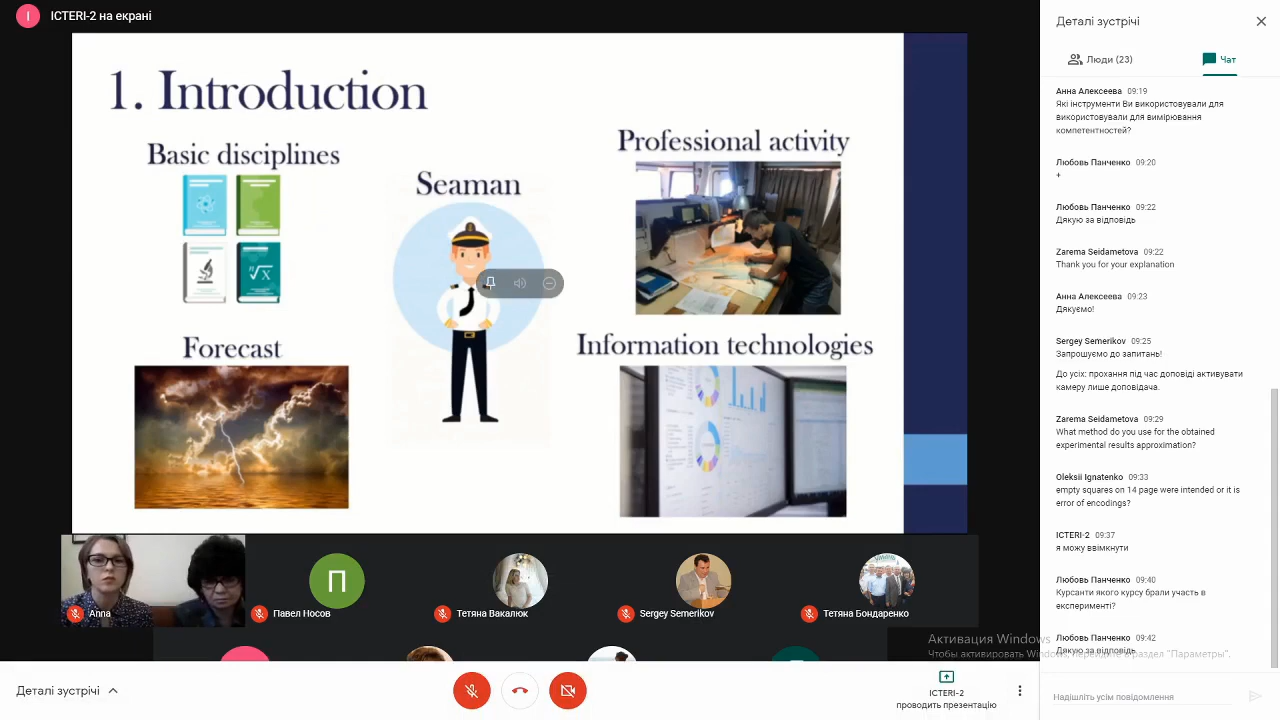 I
ICTERI-2 на екрані
1. Introduction
Basic disciplines
Seaman
Professional activity
Forecast
Information technologies
П
Anna
Павел Носов
Тетяна Вакалюк
Sergey Semerikov
Тетяна Бондаренко
Деталі зустрічі
ICTERI-2
проводить презентацію
Деталі зустрічі
Люди (23)
Чат
Анна Алексеева 09:19
Які інструменти Ви використовували для
використовували для вимірювання
компетентностей?
Любовь Панченко 09:20
+
Любовь Панченко 09:22
Дякую за відповідь
Zarema Seidametova 09:22
Thank you for your explanation
Анна Алексеева 09:23
Дякуємо!
Sergey Semerikov 09:25
Запрошуємо до запитань!
До усіх: прохання під час доповіді активувати
камеру лише доповідача.
Zarema Seidametova 09:29
What method do you use for the obtained
experimental results approximation?
Oleksii Ignatenko 09:33
empty squares on 14 page were intended or it is
error of encodings?
ICTERI-2 09:37
я можу ввімкнути
Любовь Панченко 09:40
Курсанти якого курсу брали участь в
експерименті?
Любовь Панченко 09:42
Дякую за відповідь
Активация Windows
Чтобы активировать Windows, перейдите в раздел "Параметры".
Надішліть усім повідомлення